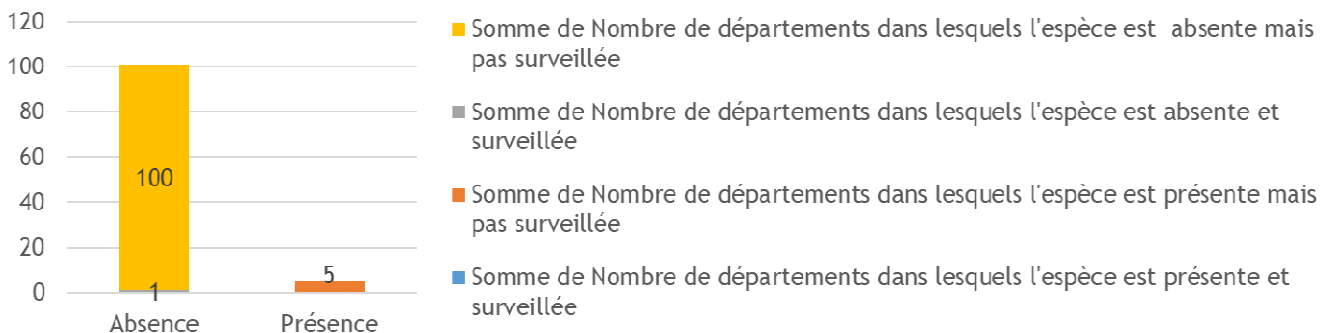 120
100
80
60
40
20
0
100
1
5
Absence
Présence
Somme de Nombre de départements dans lesquels l'espèce est absente mais
pas surveillée
Somme de Nombre de départements dans lesquels l'espèce est absente et
surveillée
Somme de Nombre de départements dans lesquels l'espèce est présente mais
pas surveillée
Somme de Nombre de départements dans lesquels l'espèce est présente et
surveillée